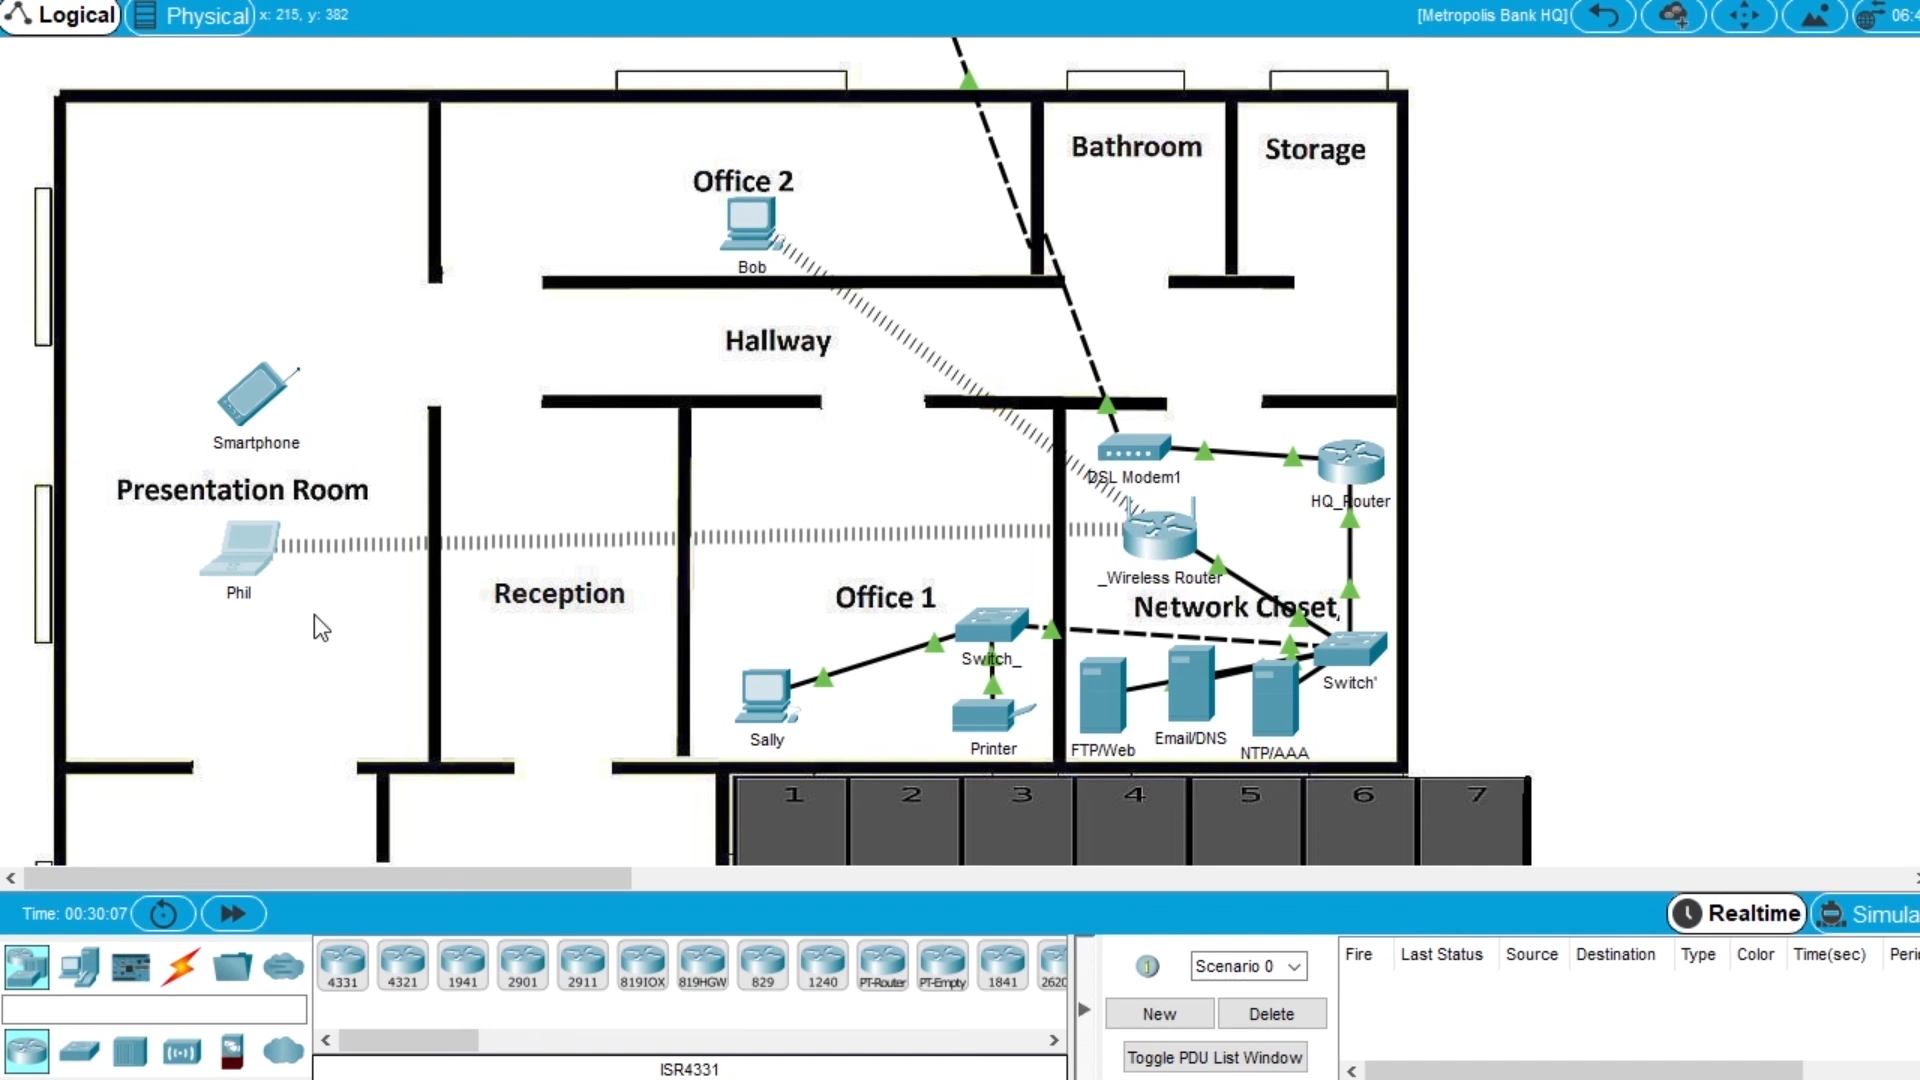 Logical
Physical
x: 215, y: 382
[Metropolis Bank HQ]
Bathroom
Storage
Office 2
Bob
Hallway
Smartphone
DSL Modem1
Presentation Room
HQ_Router
_Wireless Router
Phil
Reception
Office 1
Network Closet
Switch_
Switch'
Sally
Printer
FTP/Web
Email/DNS
NTP/AAA
1 2 3 4 5 6 7
Time: 00:30:07
Realtime
4331 4321 1941 2901 2911 819IOX 819HGW 829 1240 PT-Router PT-Empty 1841
Scenario 0
Fire Last Status Source Destination Type Color Time(sec)
New
Delete
Toggle PDU List Window
ISR4331